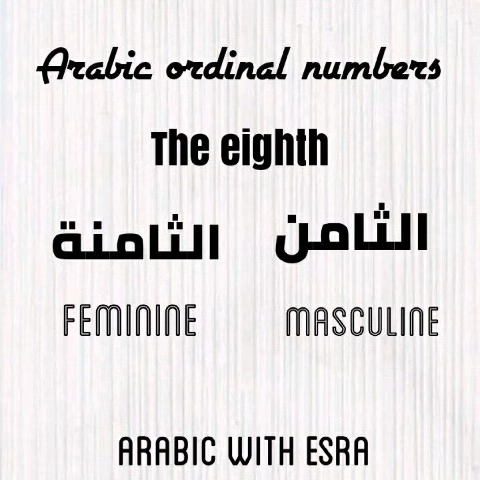 Arabic ordinal numbers
The eighth
الثامنة الثامن
FEMININE MASCULINE
ARABIC WITH ESRA